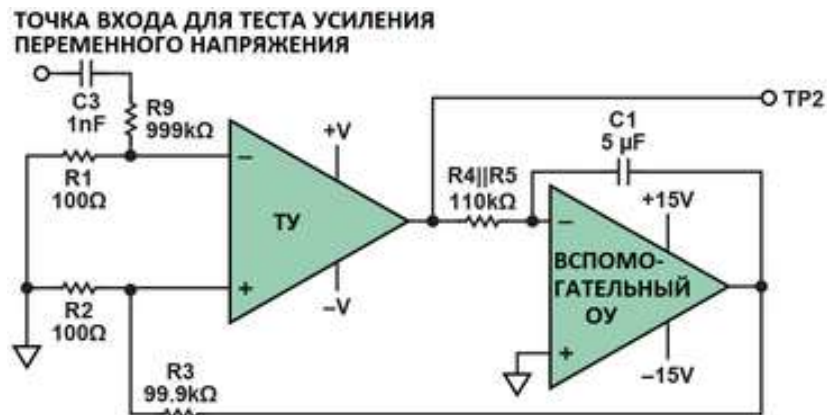 ТОЧКА ВХОДА ДЛЯ ТЕСТА УСИЛЕНИЯ
ПЕРЕМЕННОГО НАПРЯЖЕНИЯ
C3
1nF
R9
999kΩ
R1
100Ω
R2
100Ω
R3
99.9kΩ
–
+
ТУ
+V
–V
TP2
R4||R5
110kΩ
C1
5 µF
–
+
ВСПОМО-
ГАТЕЛЬНЫЙ
ОУ
+15V
–15V